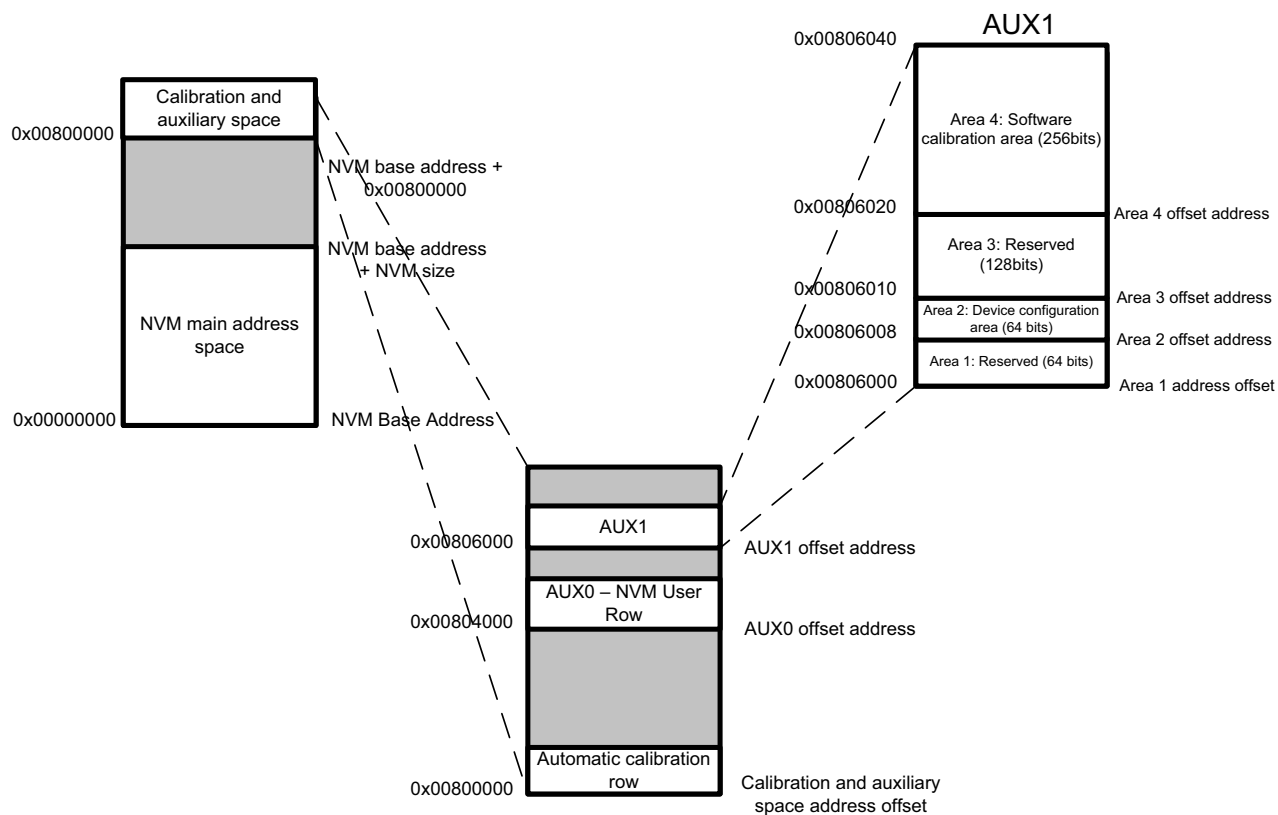 Calibration and
auxiliary space
0x00800000
NVM base address +
0x00800000
NVM base address
+ NVM size
NVM main address
space
0x00000000
NVM Base Address
AUX1
0x00806040
Area 4: Software
calibration area (256bits)
0x00806020
Area 4 offset address
Area 3: Reserved
(128bits)
0x00806010
Area 3 offset address
Area 2: Device configuration
area (64 bits)
0x00806008
Area 2 offset address
Area 1: Reserved (64 bits)
0x00806000
Area 1 address offset
AUX1
0x00806000
AUX1 offset address
AUX0 – NVM User
Row
0x00804000
AUX0 offset address
Automatic calibration
row
0x00800000
Calibration and auxiliary
space address offset